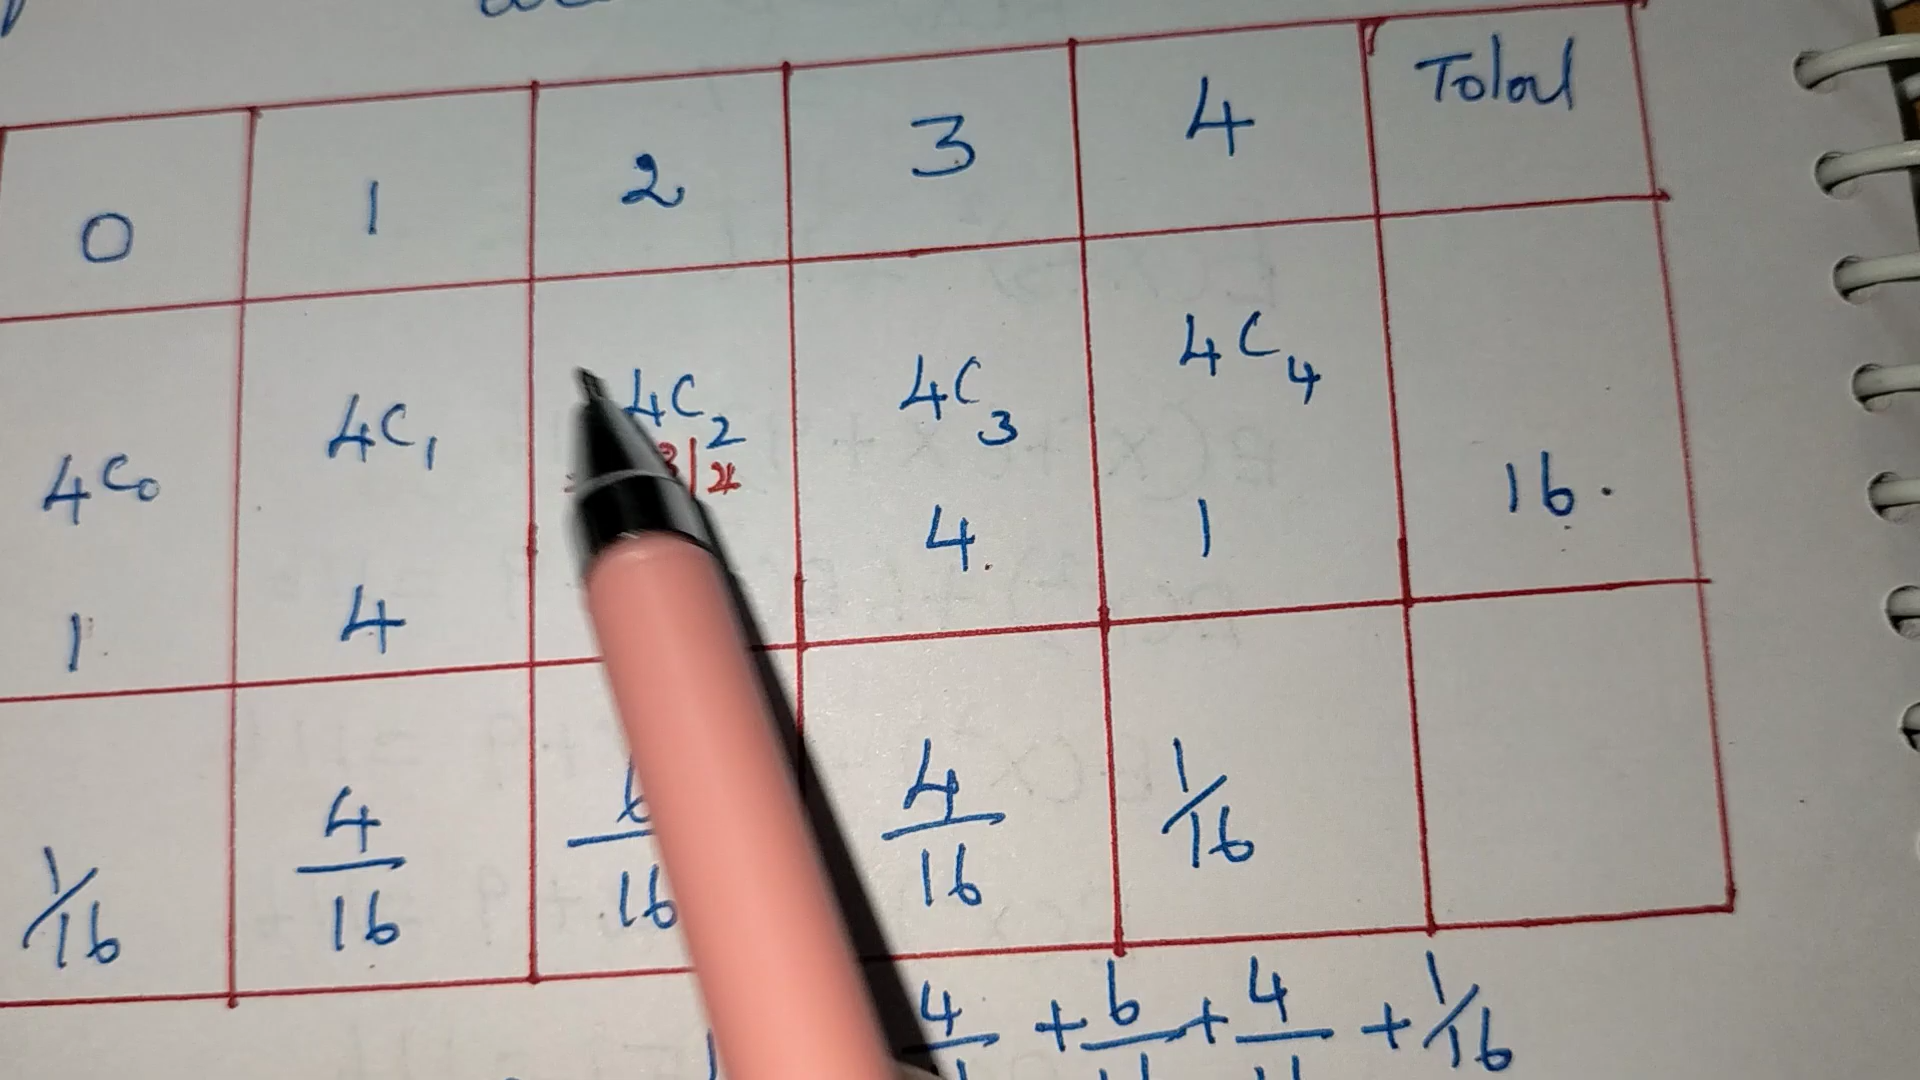 0 1 2 3 4 Total
4C₀ 4C₁ 4C₂ 4C₃ 4C₄
1 4 4 1 16.
1/16 4/16 6/16 4/16 1/16
4 + 6 + 4 + 1/16